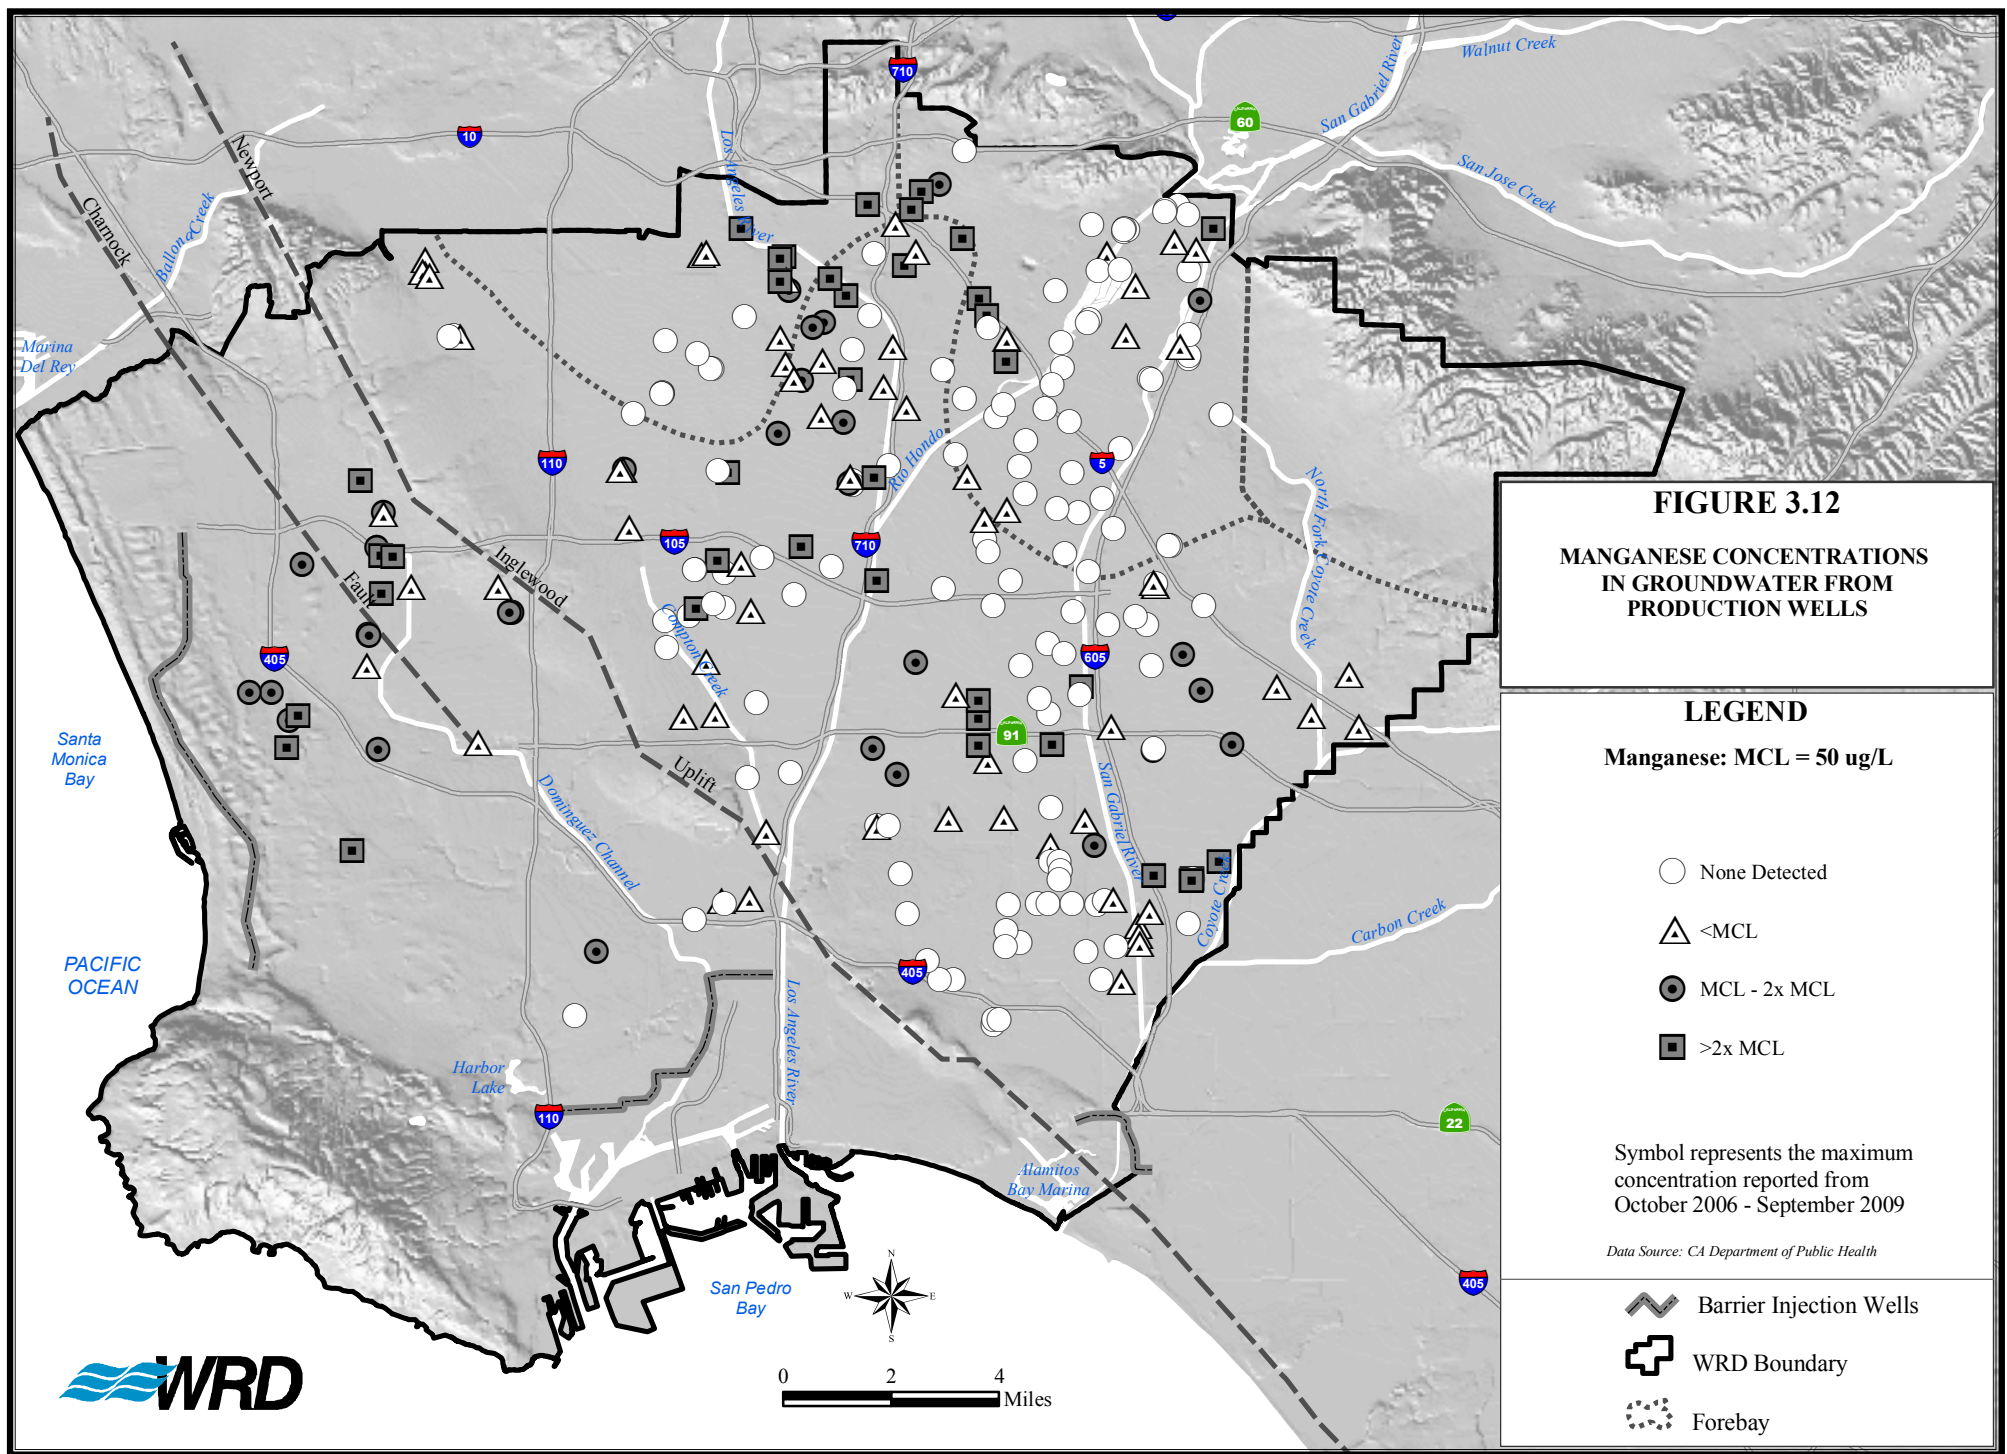 710
Walnut Creek
San Gabriel River
CALIFORNIA
60
10
Los Angeles River
Newport
San Jose Creek
Charnock
Ballona Creek
Marina
Del Rey
110
Rio Hondo
5
North Fork Coyote Creek
105
710
Inglewood
Fault
Compton Creek
405
605
Santa
Monica
Bay
CALIFORNIA
91
Uplift
San Gabriel River
Dominguez Channel
Coyote Creek
Carbon Creek
PACIFIC
OCEAN
405
Los Angeles River
Harbor
Lake
110
CALIFORNIA
22
Alamitos
Bay Marina
San Pedro
Bay
405
N
W E
S
0 2 4
Miles
WRD
FIGURE 3.12
MANGANESE CONCENTRATIONS
IN GROUNDWATER FROM
PRODUCTION WELLS
LEGEND
Manganese: MCL = 50 ug/L
None Detected
<MCL
MCL - 2x MCL
>2x MCL
Symbol represents the maximum
concentration reported from
October 2006 - September 2009
Data Source: CA Department of Public Health
Barrier Injection Wells
WRD Boundary
Forebay